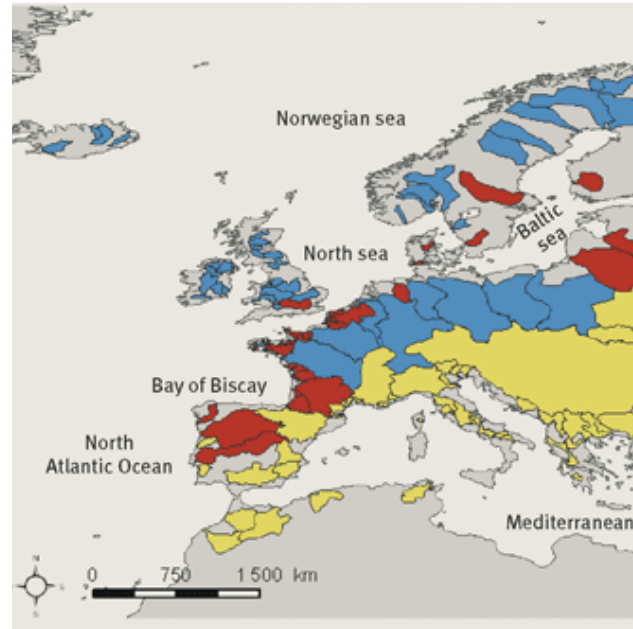 Norwegian sea
North sea
Baltic
sea
Bay of Biscay
North
Atlantic Ocean
Mediterranean
N
0 750 1 500 km